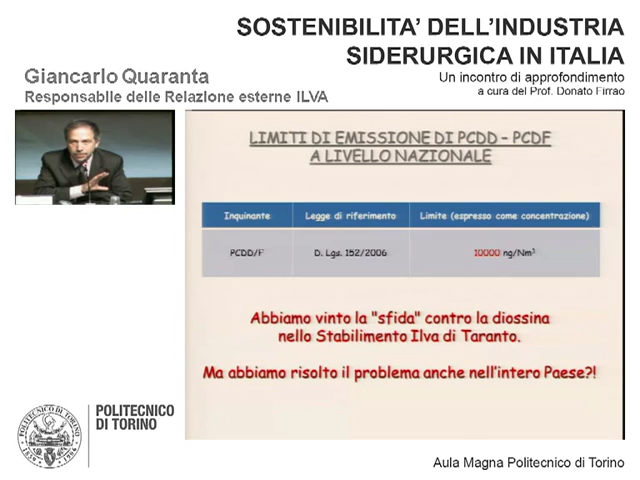 SOSTENIBILITA' DELL'INDUSTRIA
SIDERURGICA IN ITALIA
Giancarlo Quaranta
Un incontro di approfondimento
Responsabile delle Relazione esterne ILVA
a cura del Prof. Donato Firrao
LIMITI DI EMISSIONE DI PCDD – PCDF
A LIVELLO NAZIONALE
Inquinante Legge di riferimento Limite (espresso come concentrazione)
PCDD/F D. Lgs. 152/2006 10000 ng/Nm³
Abbiamo vinto la "sfida" contro la diossina
nello Stabilimento Ilva di Taranto.
Ma abbiamo risolto il problema anche nell'intero Paese?!
POLITECNICO
DI TORINO
POLITECNICO DI TORINO
Aula Magna Politecnico di Torino